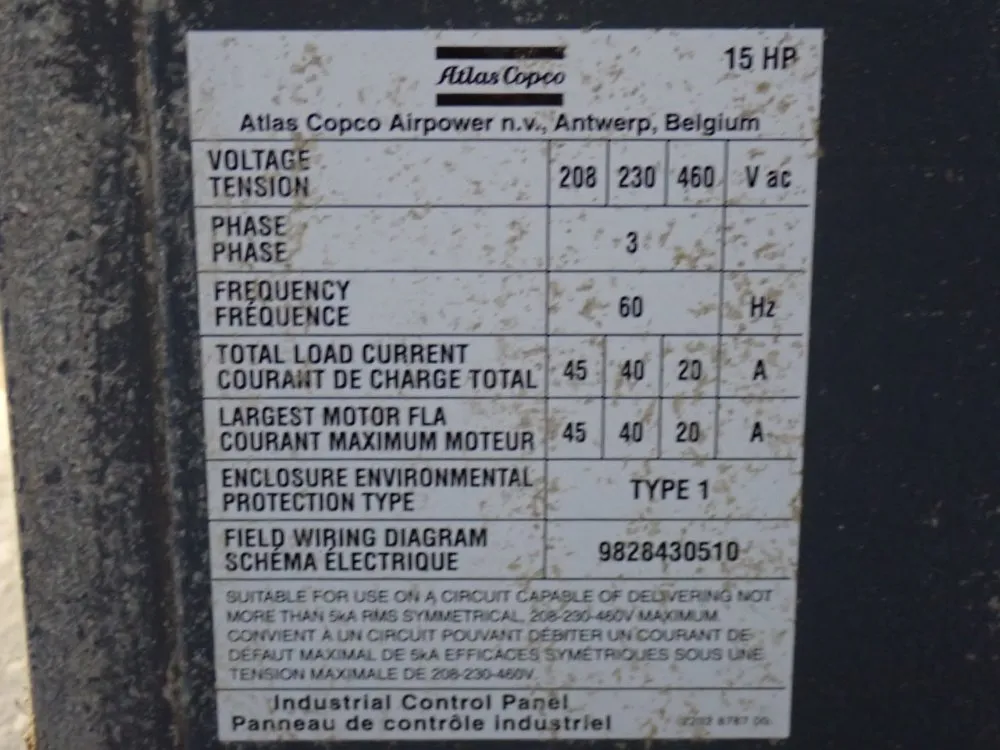 15 HP
Atlas Copco
Atlas Copco Airpower n.v., Antwerp, Belgium
VOLTAGE
TENSION
208 230 460 V ac
PHASE
PHASE
3
FREQUENCY
FRÉQUENCE
60 Hz
TOTAL LOAD CURRENT
COURANT DE CHARGE TOTAL
45 40 20 A
LARGEST MOTOR FLA
COURANT MAXIMUM MOTEUR
45 40 20 A
ENCLOSURE ENVIRONMENTAL
PROTECTION TYPE
TYPE 1
FIELD WIRING DIAGRAM
SCHÉMA ÉLECTRIQUE
9828430510
SUITABLE FOR USE ON A CIRCUIT CAPABLE OF DELIVERING NOT
MORE THAN 5kA RMS SYMMETRICAL, 208-230-460V MAXIMUM.
CONVIENT À UN CIRCUIT POUVANT DÉBITER UN COURANT DE
DÉFAUT MAXIMAL DE 5kA EFFICACES SYMÉTRIQUES SOUS UNE
TENSION MAXIMALE DE 208-230-460V.
Industrial Control Panel
Panneau de contrôle industriel